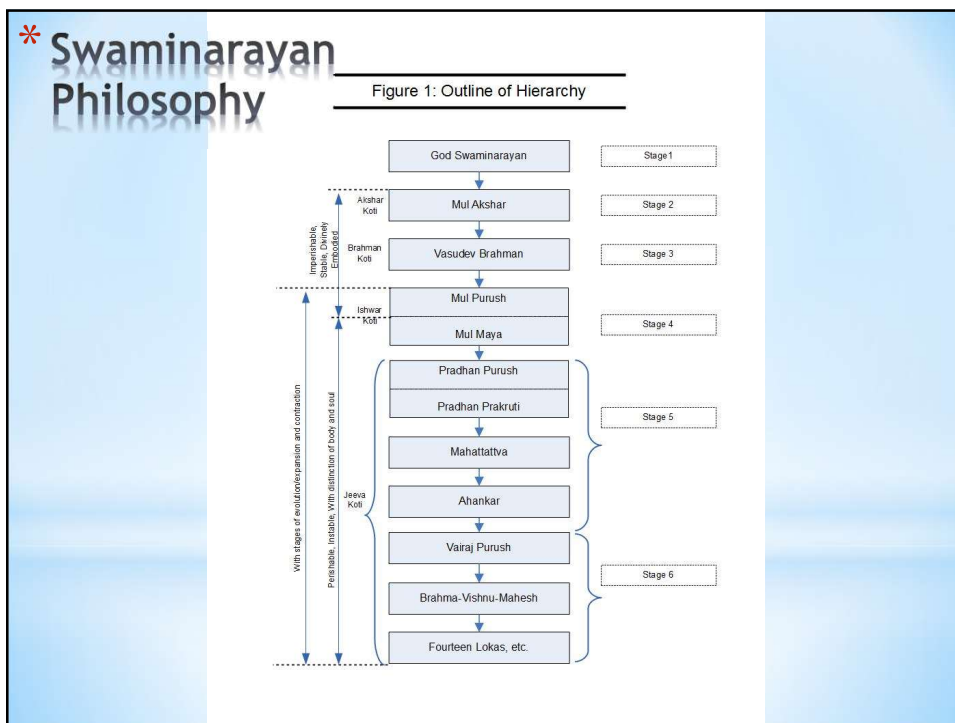 * Swaminarayan
Philosophy
Figure 1: Outline of Hierarchy
God Swaminarayan
Stage1
Akshar
Koti
Mul Akshar
Stage 2
Imperishable,
Stable, Divinely
Embodied
Brahman
Koti
Vasudev Brahman
Stage 3
Mul Purush
Ishwar
Koti
Mul Maya
Stage 4
Pradhan Purush
Pradhan Prakruti
Stage 5
Mahattattva
With stages of evolution/expansion and contraction
Perishable, Instable, With distinction of body and soul
Jeeva
Koti
Ahankar
Vairaj Purush
Stage 6
Brahma-Vishnu-Mahesh
Fourteen Lokas, etc.